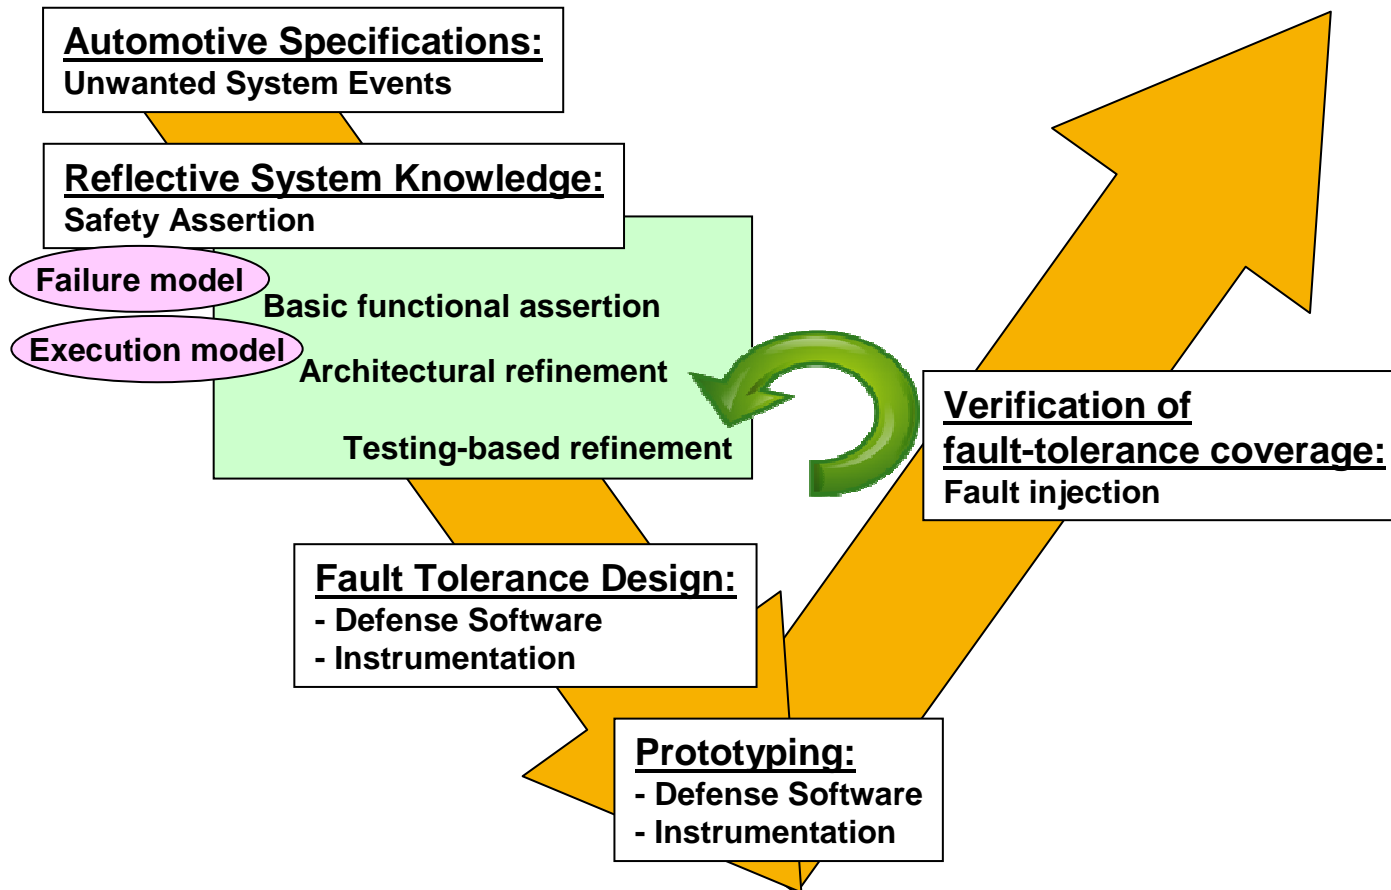 Automotive Specifications:
Unwanted System Events
Reflective System Knowledge:
Safety Assertion
Failure model
Basic functional assertion
Execution model
Architectural refinement
Testing-based refinement
Verification of
fault-tolerance coverage:
Fault injection
Fault Tolerance Design:
- Defense Software
- Instrumentation
Prototyping:
- Defense Software
- Instrumentation